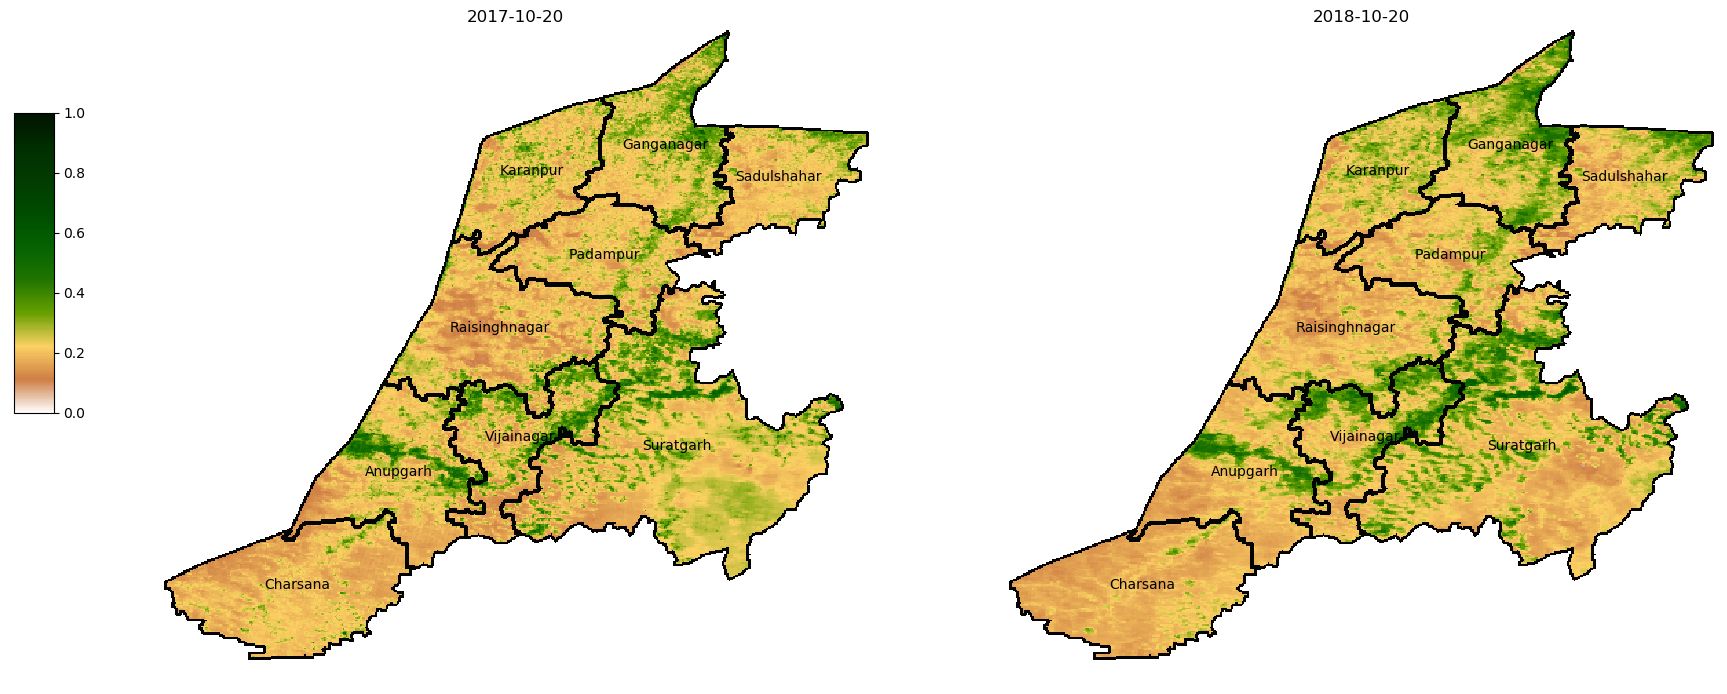 2017-10-20
2018-10-20
1.0
0.8
0.6
0.4
0.2
0.0
Ganganagar
Karanpur
Sadulshahar
Padampur
Raisinghnagar
Vijainagar
Suratgarh
Anupgarh
Charsana
Ganganagar
Karanpur
Sadulshahar
Padampur
Raisinghnagar
Vijainagar
Suratgarh
Anupgarh
Charsana